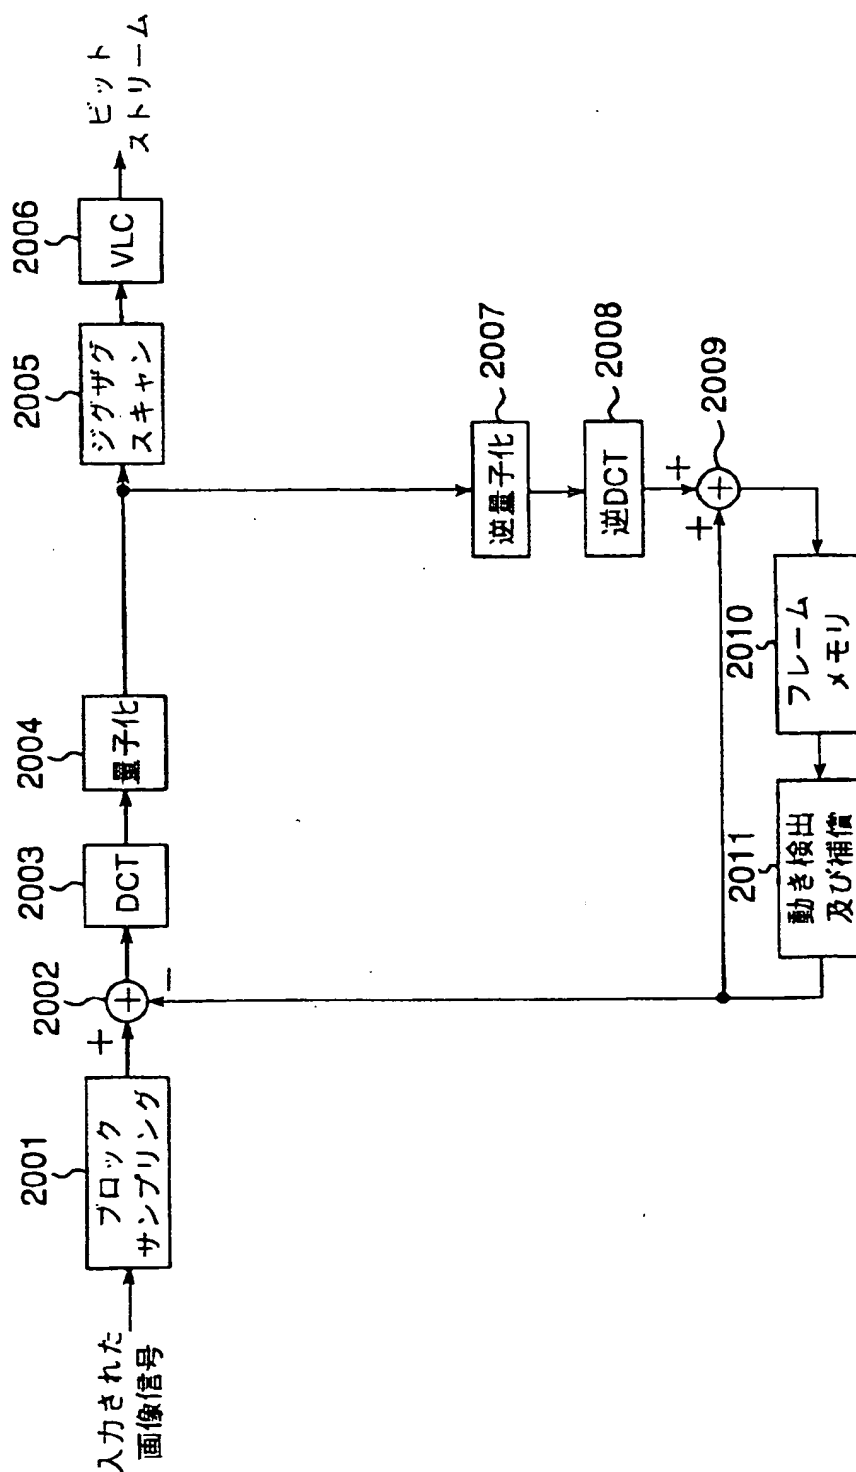 入力された
画像信号
2001
ブロック
サンプリング
+
2002
+
−
2003
DCT
2004
量子化
2005
ジグザグ
スキャン
2006
VLC
ビット
ストリーム
2007
逆量子化
2008
逆DCT
+
+
+
2009
2010
フレーム
メモリ
2011
動き検出
及び補償